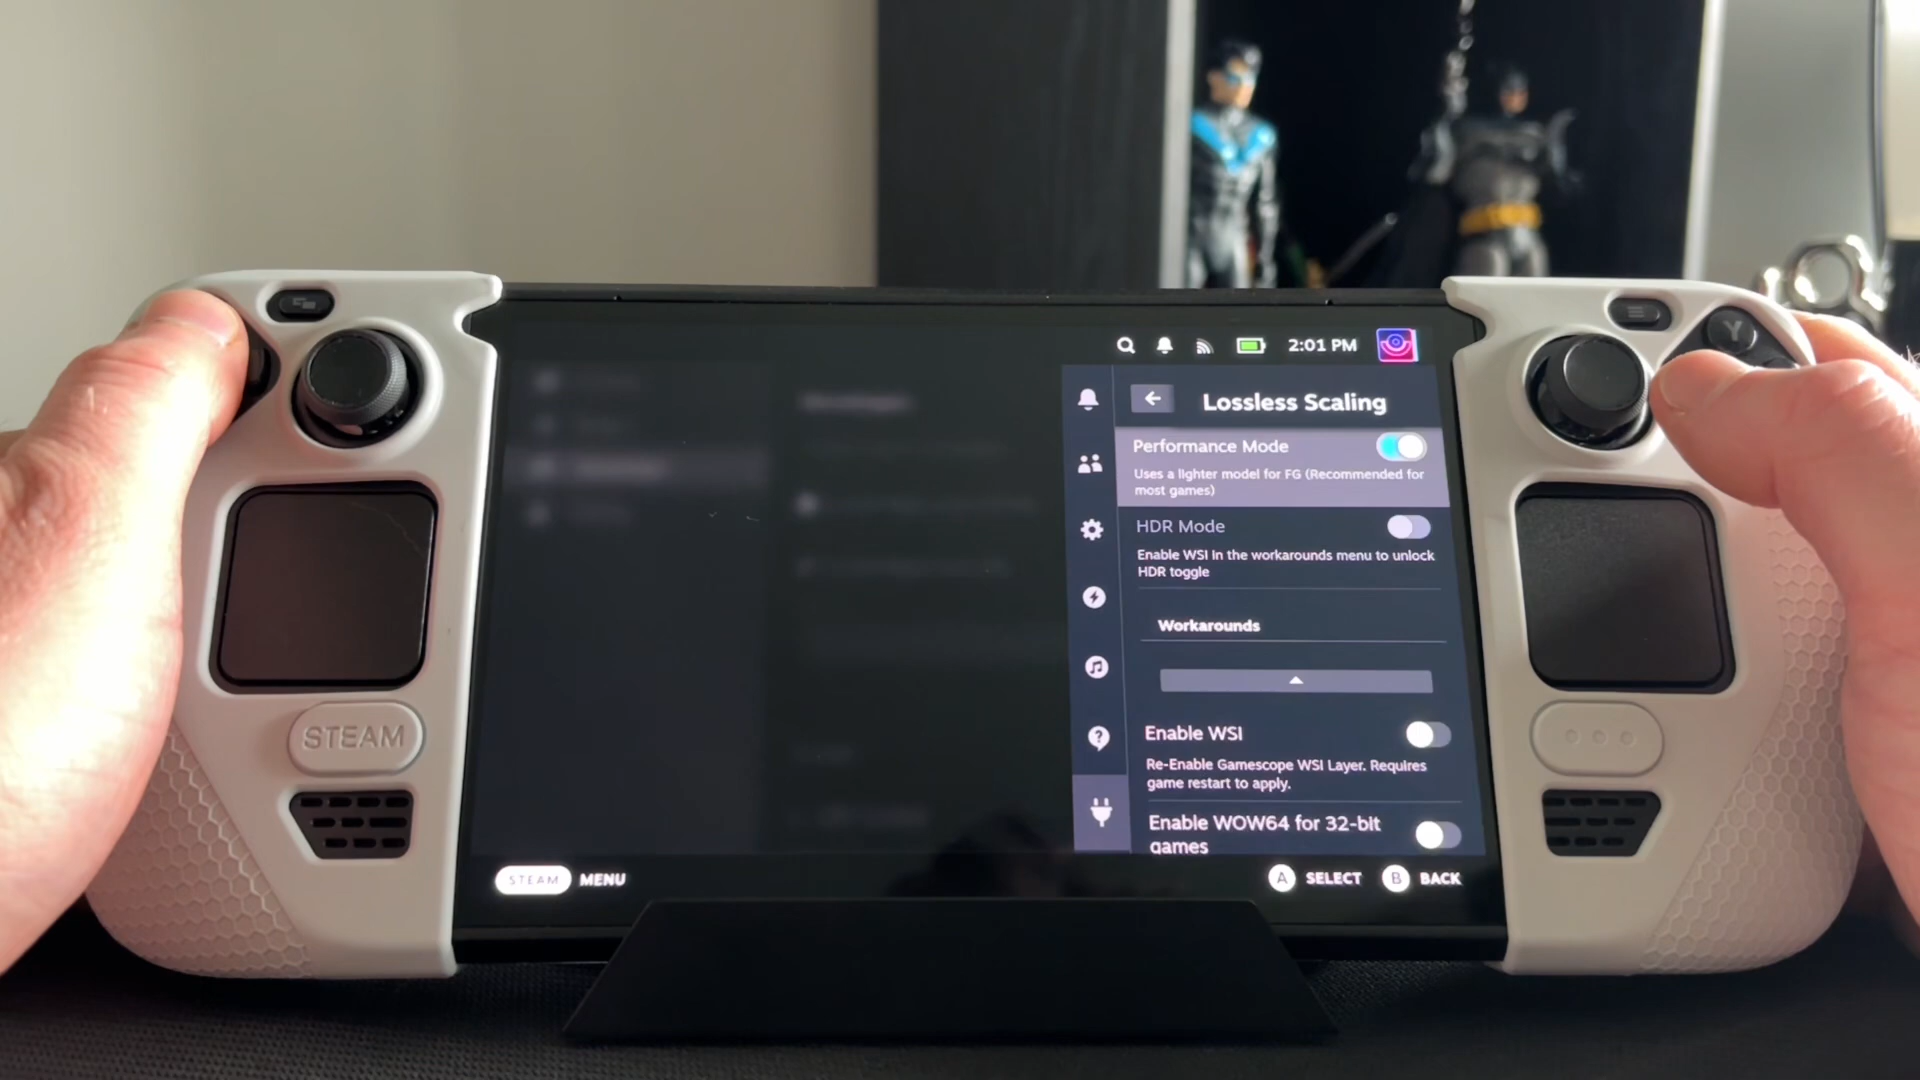 2:01 PM
Lossless Scaling
Performance Mode
Uses a lighter model for FG (Recommended for
most games)
HDR Mode
Enable WSI in the workarounds menu to unlock
HDR toggle
Workarounds
Enable WSI
Re-Enable Gamescope WSI Layer. Requires
game restart to apply.
Enable WOW64 for 32-bit
games
STEAM MENU
A SELECT B BACK
STEAM
Y